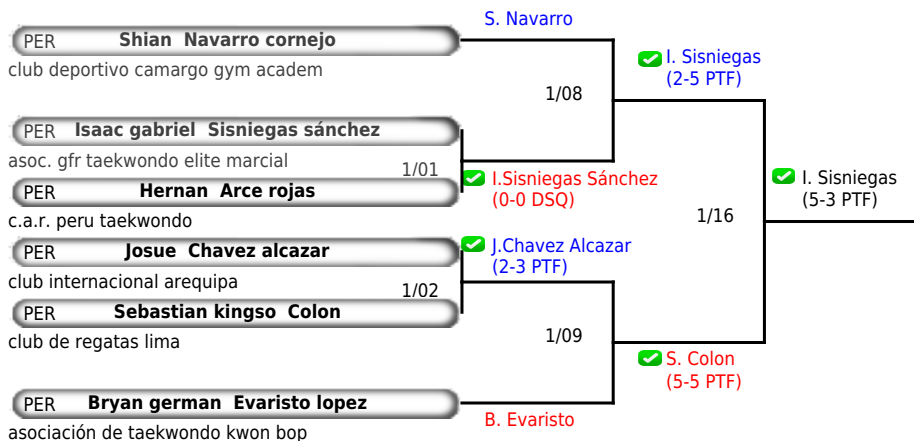 S. Navarro
PER Shian Navarro cornejo
club deportivo camargo gym academ
I. Sisniegas
(2-5 PTF)
1/08
PER Isaac gabriel Sisniegas sánchez
asoc. gfr taekwondo elite marcial
1/01
I.Sisniegas Sánchez
(0-0 DSQ)
I. Sisniegas
(5-3 PTF)
PER Hernan Arce rojas
c.a.r. peru taekwondo
1/16
PER Josue Chavez alcazar
J.Chavez Alcazar
(2-3 PTF)
club internacional arequipa
1/02
PER Sebastian kingso Colon
club de regatas lima
1/09
S. Colon
(5-5 PTF)
PER Bryan german Evaristo lopez
B. Evaristo
asociación de taekwondo kwon bop